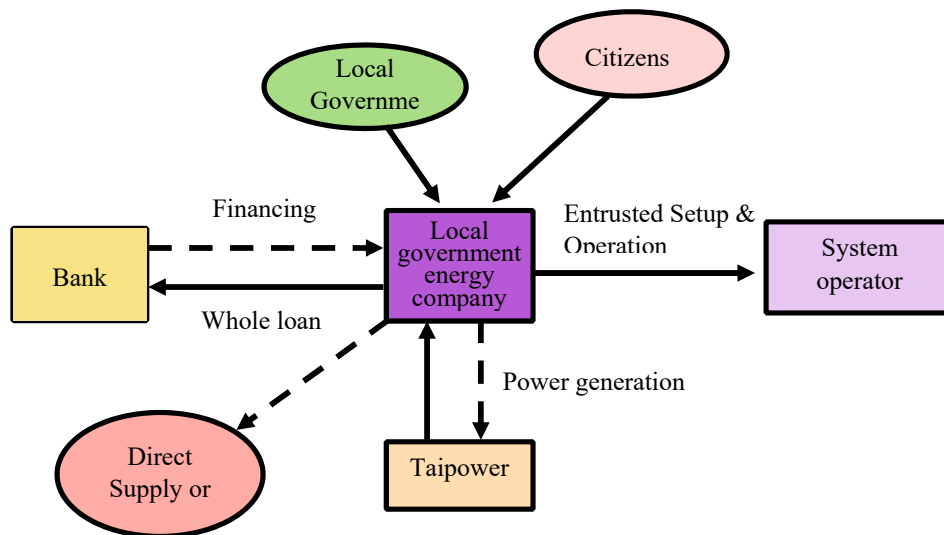 Local
Governme
Citizens
Financing
Entrusted Setup &
Operation
Bank
Local
government
energy
company
System
operator
Whole loan
Power generation
Direct
Supply or
Taipower